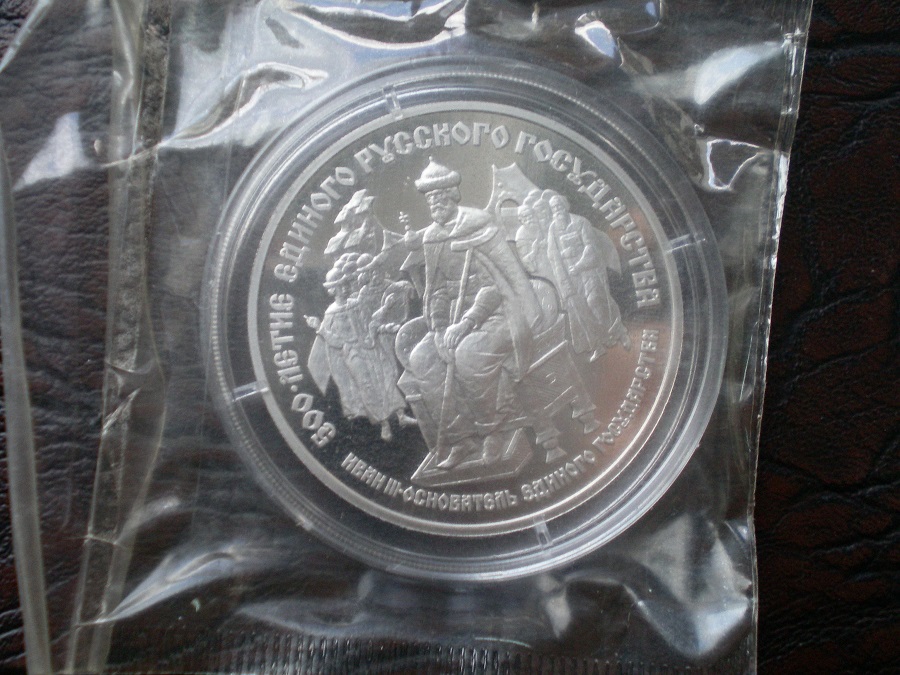 500-ЛЕТИЕ ЕДИНОГО РУССКОГО ГОСУДАРСТВА
ИВАН III-ОСНОВАТЕЛЬ ЕДИНОГО ГОСУДАРСТВА